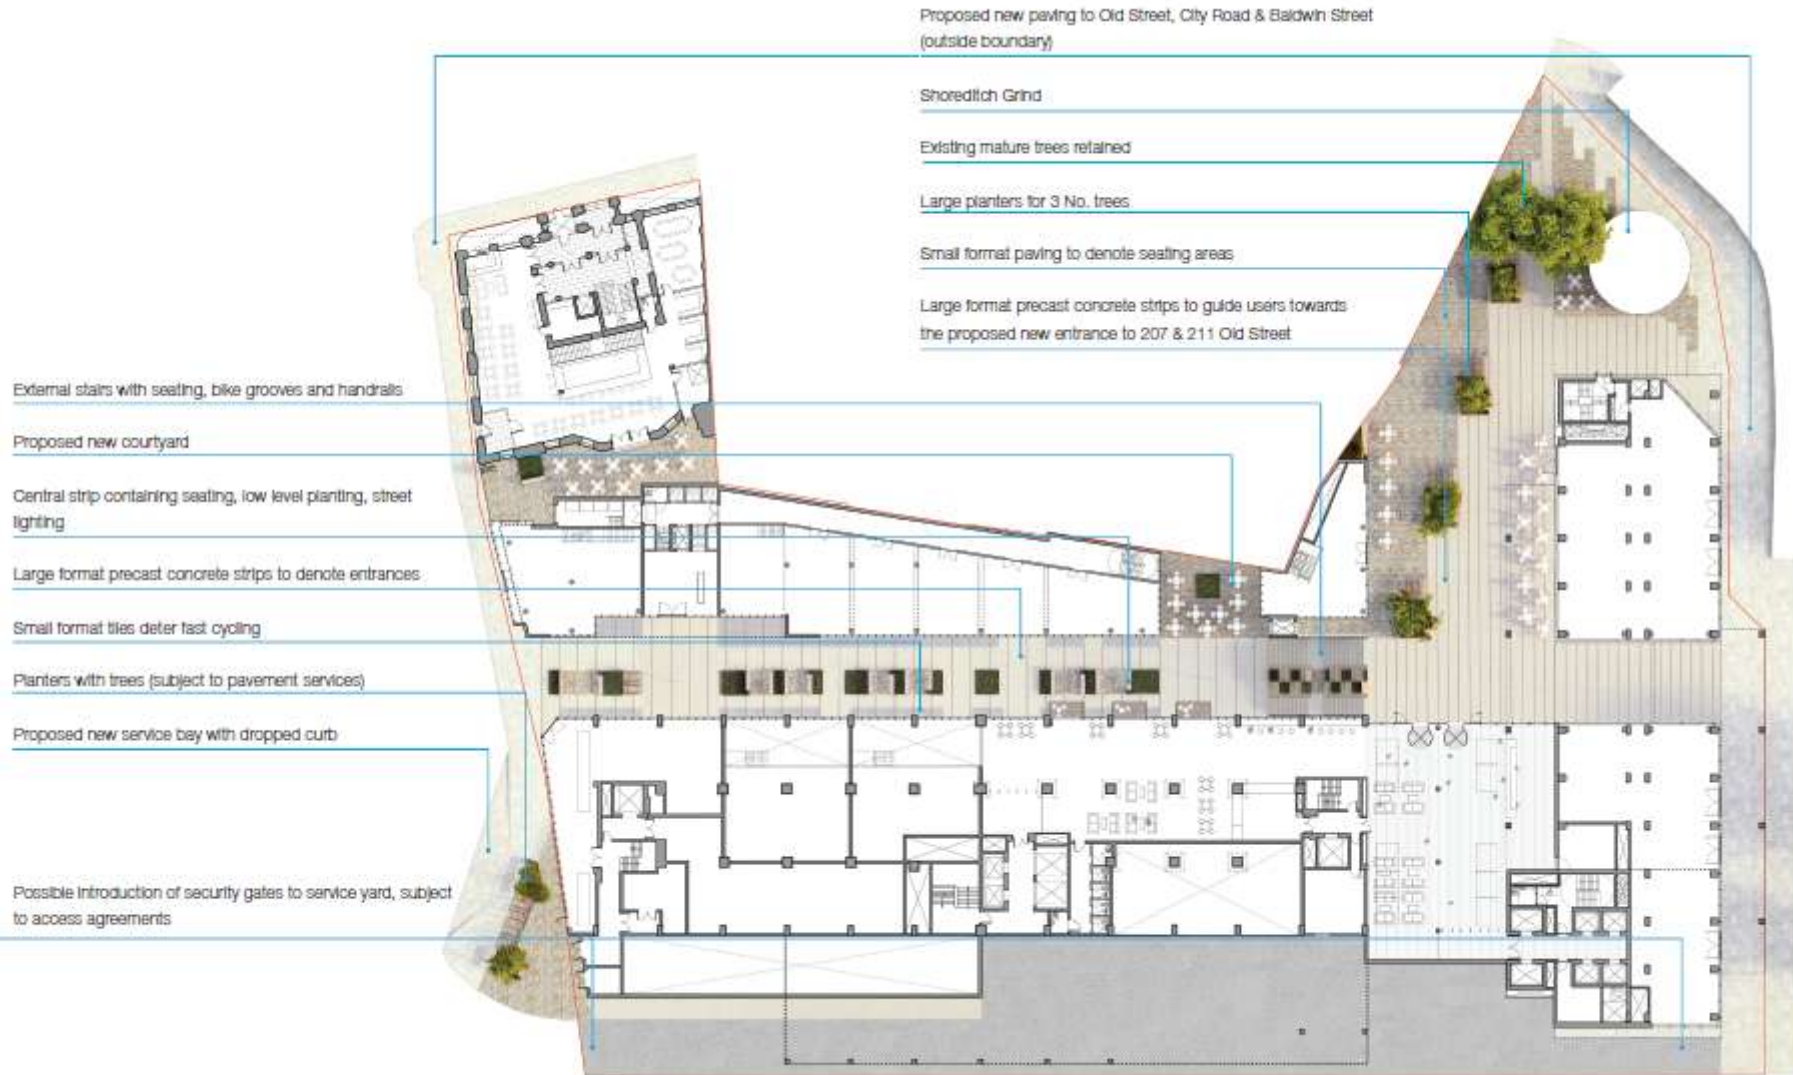 Proposed new paving to Old Street, City Road & Baldwin Street
(outside boundary)
Shoreditch Grind
Existing mature trees retained
Large planters for 3 No. trees
Small format paving to denote seating areas
Large format precast concrete strips to guide users towards
the proposed new entrance to 207 & 211 Old Street
External stairs with seating, bike grooves and handrails
Proposed new courtyard
Central strip containing seating, low level planting, street
lighting
Large format precast concrete strips to denote entrances
Small format tiles deter fast cycling
Planters with trees (subject to pavement services)
Proposed new service bay with dropped curb
Possible introduction of security gates to service yard, subject
to access agreements